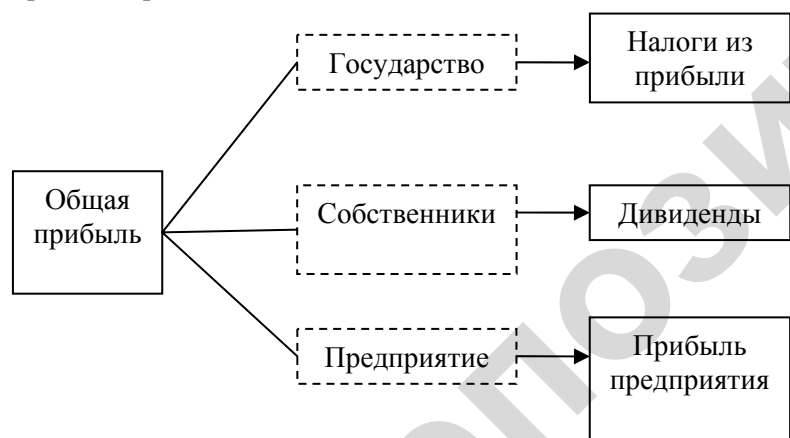 Государство
Налоги из
прибыли
Общая
прибыль
Собственники
Дивиденды
Предприятие
Прибыль
предприятия